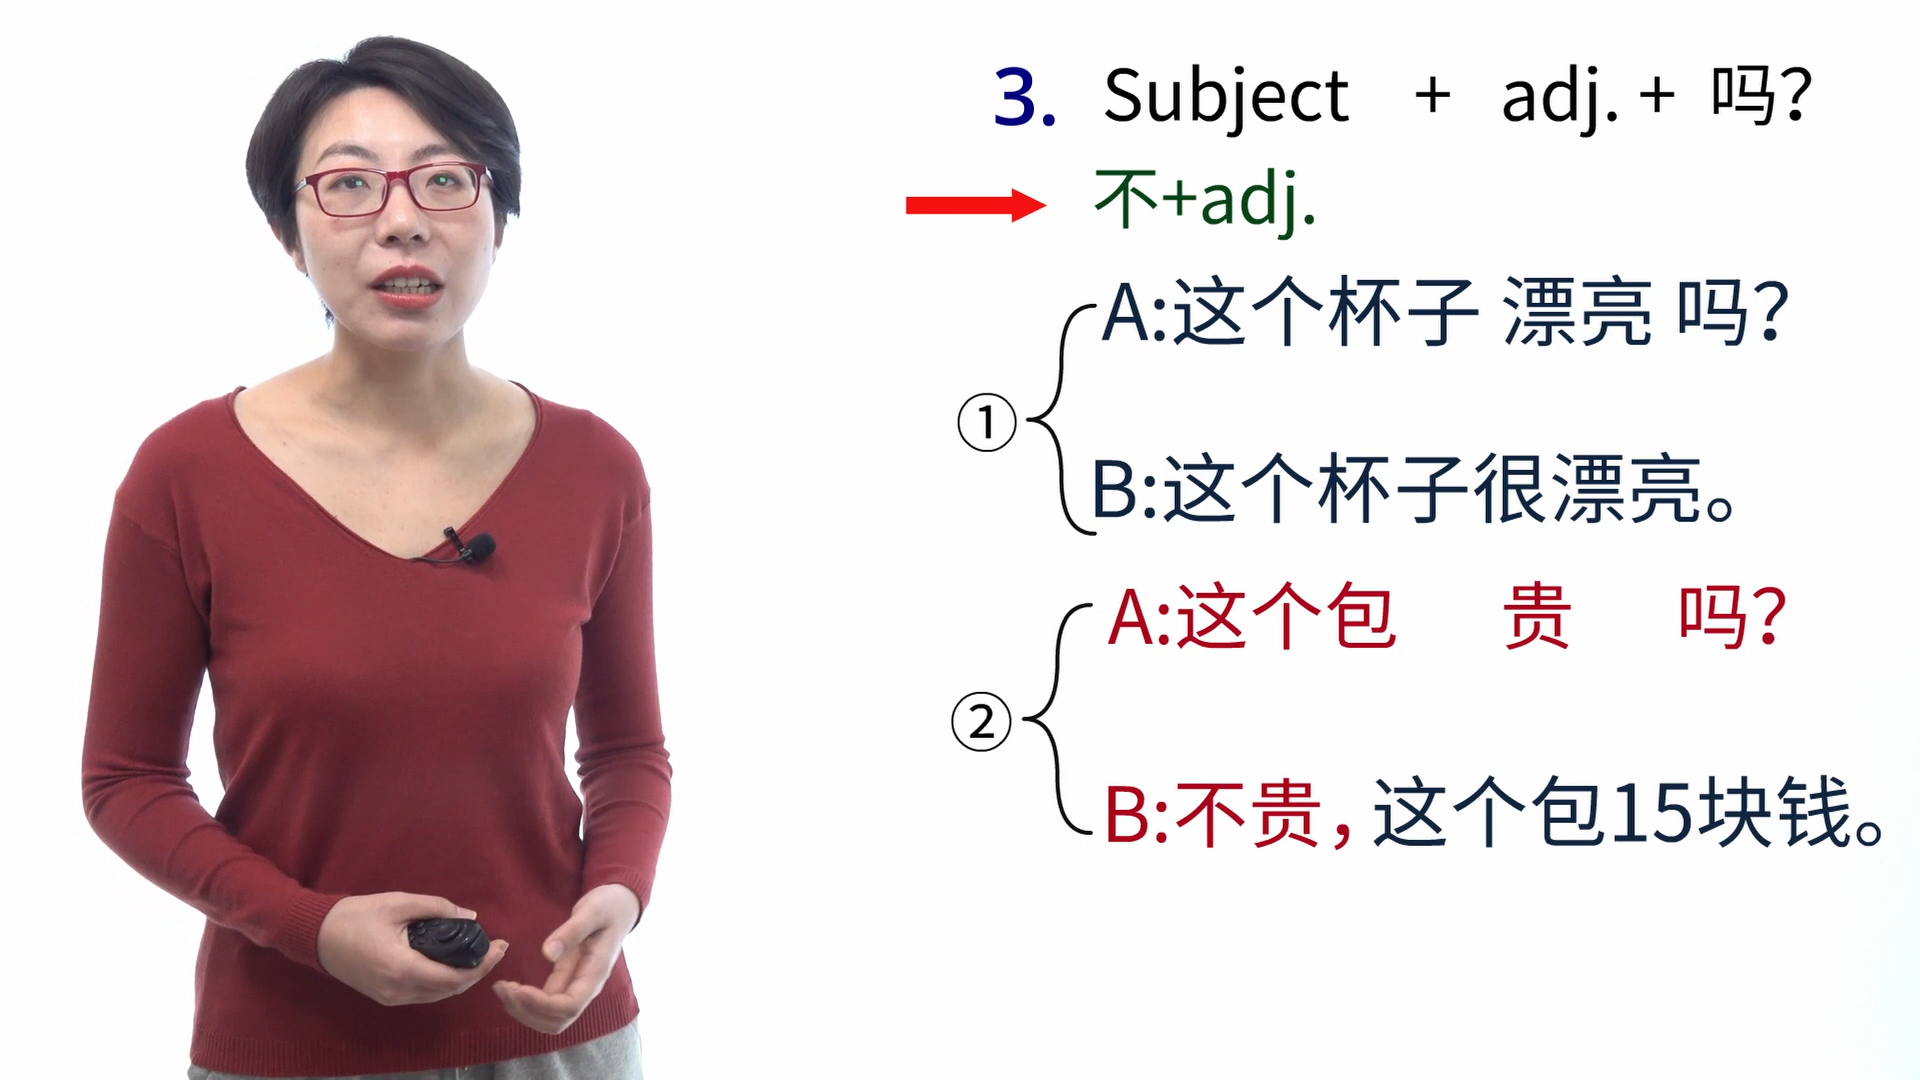 3. Subject + adj. + 吗?
不+adj.
① A:这个杯子 漂亮 吗?
B:这个杯子很漂亮。
② A:这个包 贵 吗?
B:不贵，这个包15块钱。